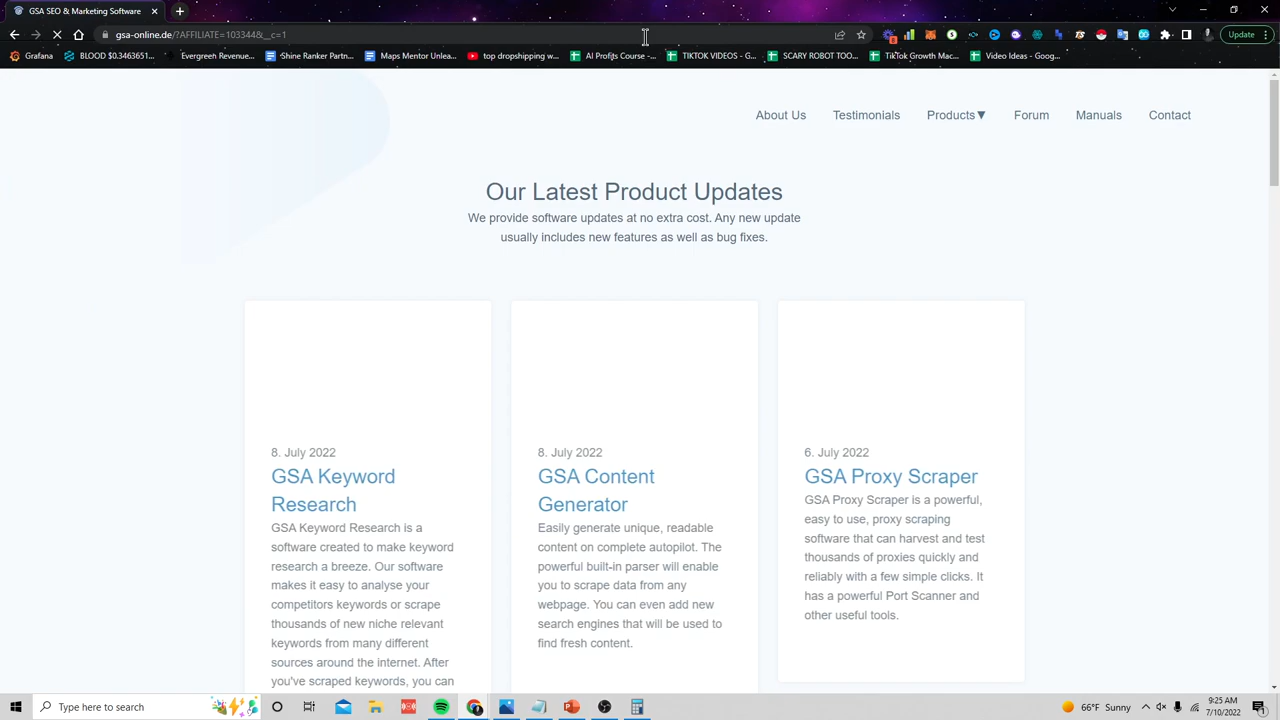 GSA SEO & Marketing Software
gsa-online.de/?AFFILIATE=103344&__c=1
Update
Grafana
BLOOD $0.3463651...
Evergreen Revenue...
Shine Ranker Partn...
Maps Mentor Unlea...
top dropshipping w...
AI Profits Course -...
TIKTOK VIDEOS - G...
SCARY ROBOT TOO...
TikTok Growth Mac...
Video Ideas - Goog...
About Us
Testimonials
Products▼
Forum
Manuals
Contact
Our Latest Product Updates
We provide software updates at no extra cost. Any new update
usually includes new features as well as bug fixes.
8. July 2022
GSA Keyword
Research
GSA Keyword Research is a
software created to make keyword
research a breeze. Our software
makes it easy to analyse your
competitors keywords or scrape
thousands of new niche relevant
keywords from many different
sources around the internet. After
you've scraped keywords, you can
8. July 2022
GSA Content
Generator
Easily generate unique, readable
content on complete autopilot. The
powerful built-in parser will enable
you to scrape data from any
webpage. You can even add new
search engines that will be used to
find fresh content.
6. July 2022
GSA Proxy Scraper
GSA Proxy Scraper is a powerful,
easy to use, proxy scraping
software that can harvest and test
thousands of proxies quickly and
reliably with a few simple clicks. It
has a powerful Port Scanner and
other useful tools.
Type here to search
66°F Sunny
9:25 AM
7/10/2022